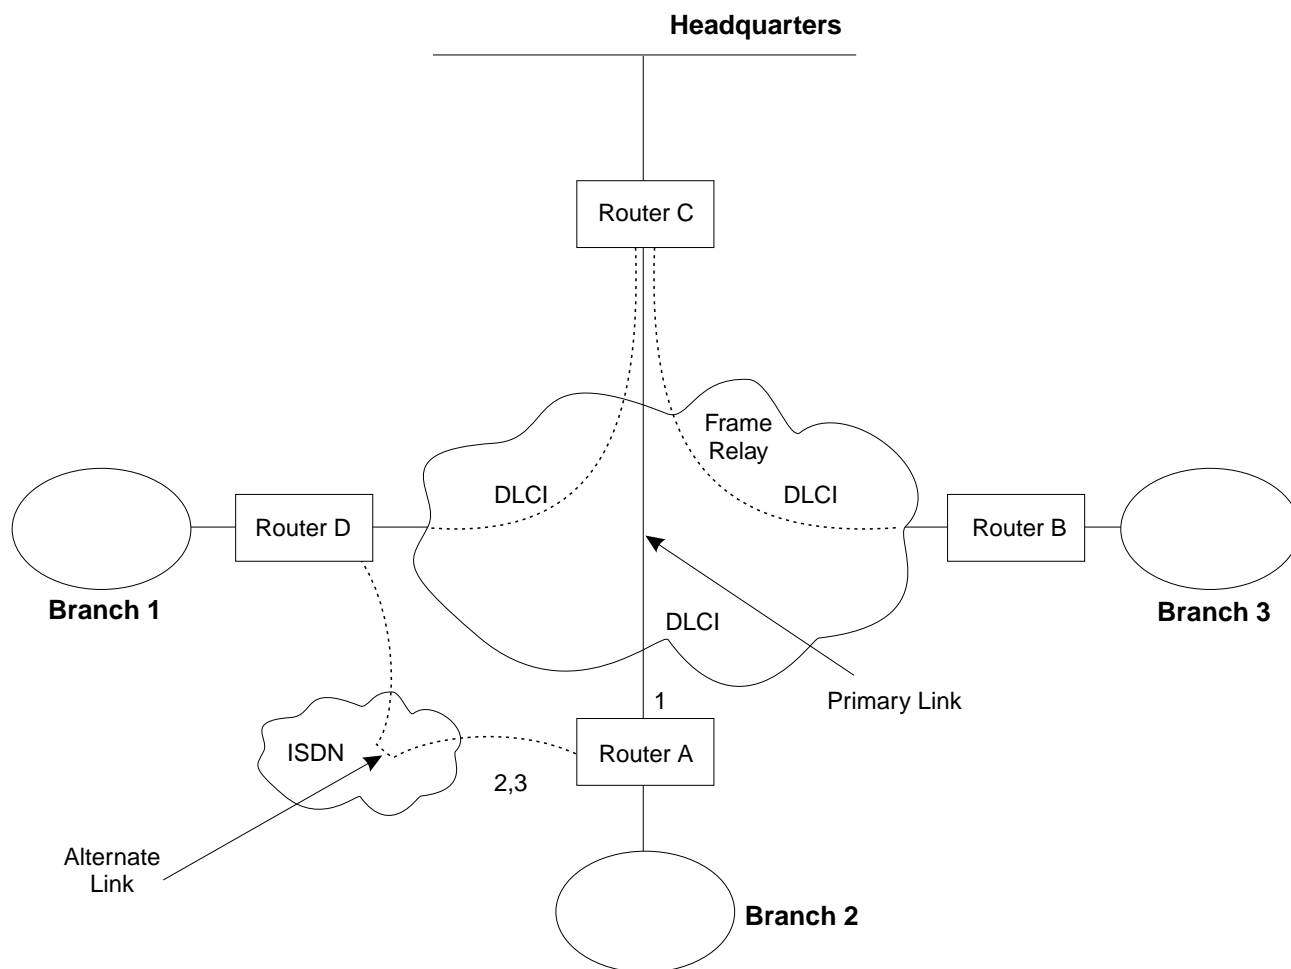 Headquarters
Router C
Frame
Relay
DLCI
DLCI
Router D
Router B
Branch 1
Branch 3
DLCI
Primary Link
1
Router A
ISDN
2,3
Alternate
Link
Branch 2